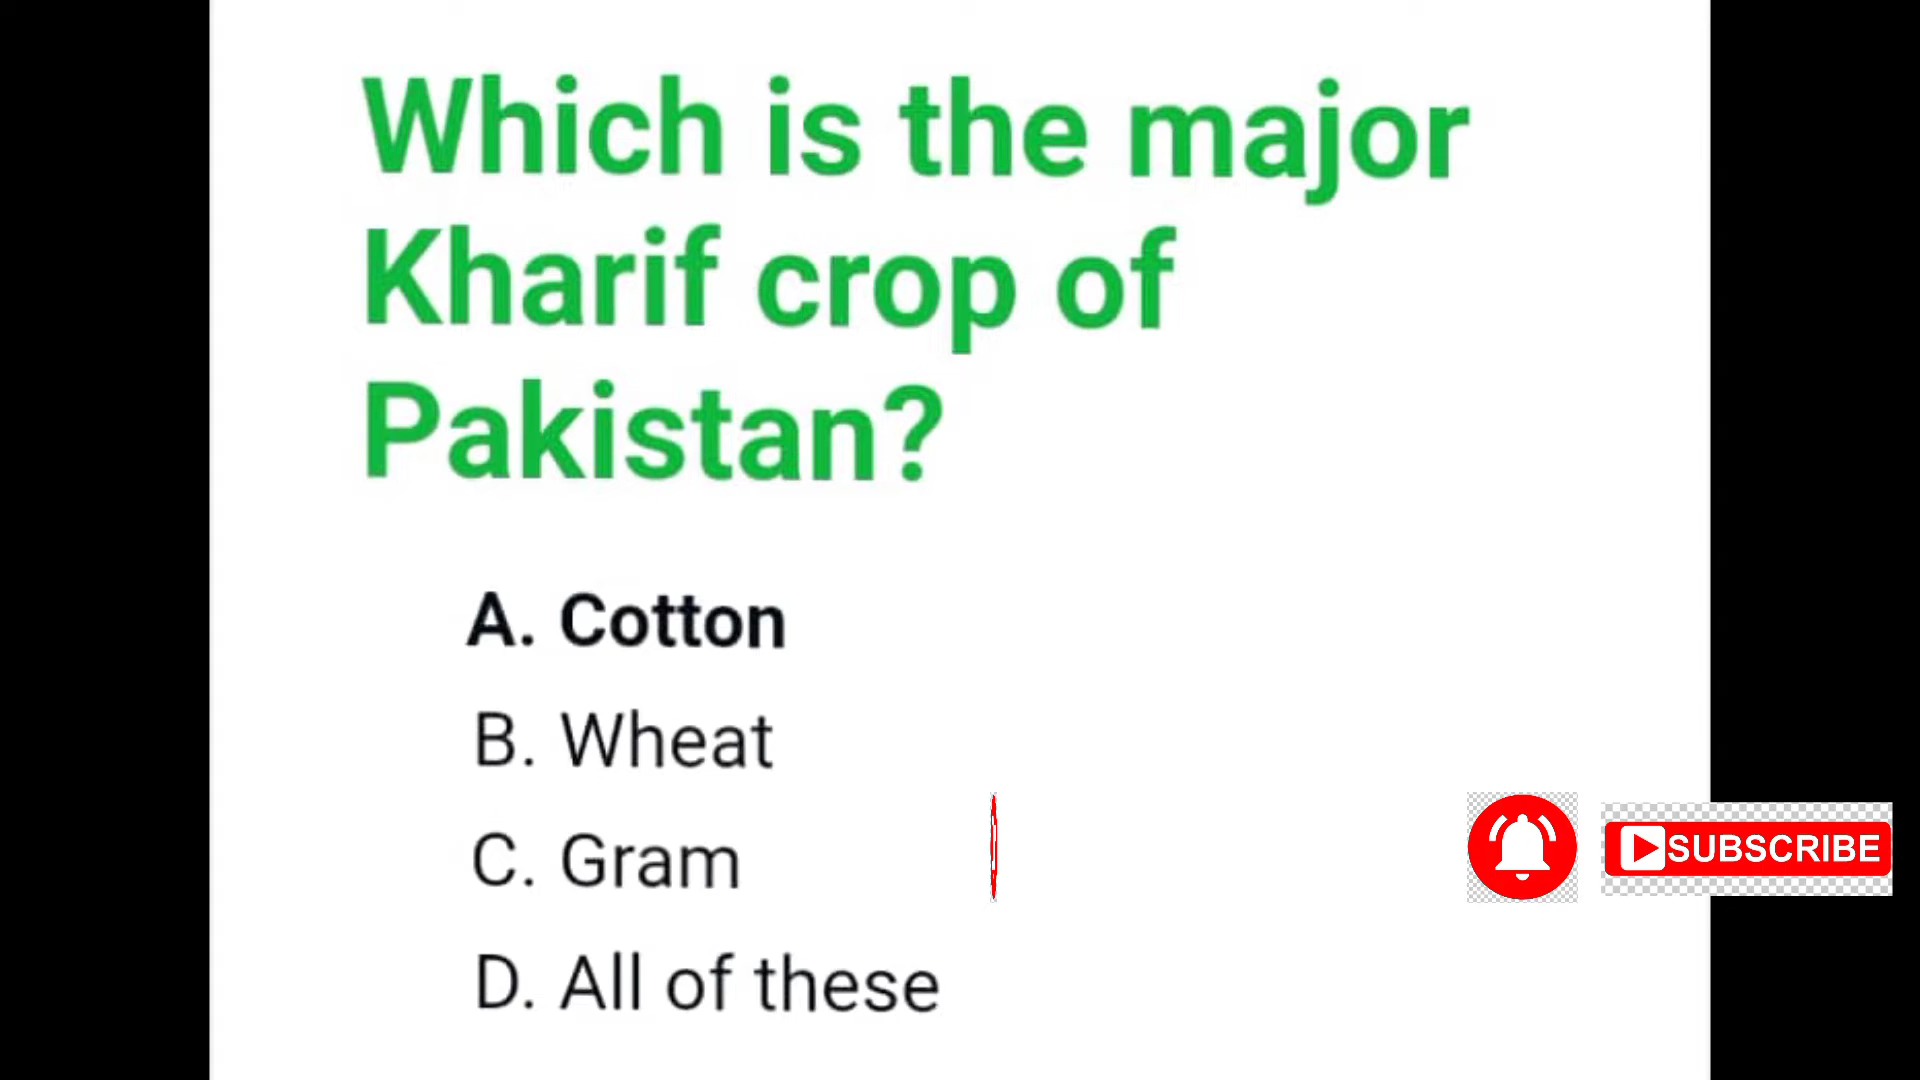 Which is the major
Kharif crop of
Pakistan?
A. Cotton
B. Wheat
C. Gram
D. All of these
SUBSCRIBE